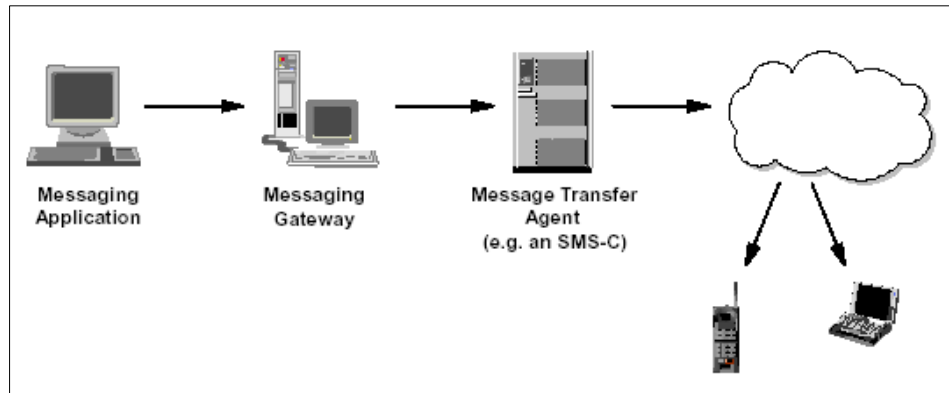 Messaging
Application
Messaging
Gateway
Message Transfer
Agent
(e.g. an SMS-C)